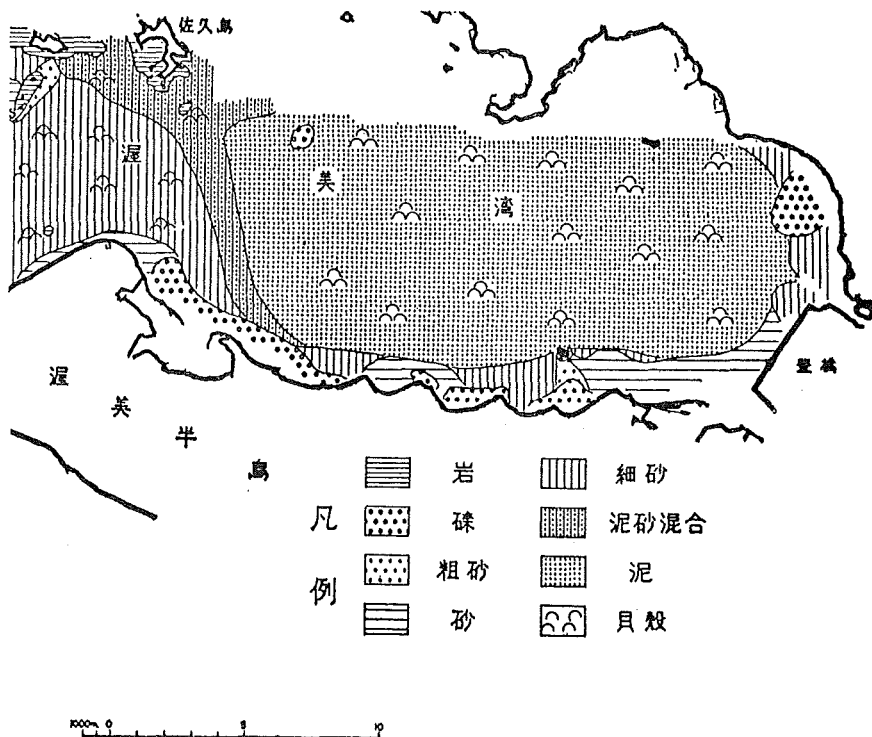 佐久島
渥 美 湾
豊橋
渥 美 半 島
凡例
岩
礫
粗砂
砂
細砂
泥砂混合
泥
貝殻
1000m 0 5 10